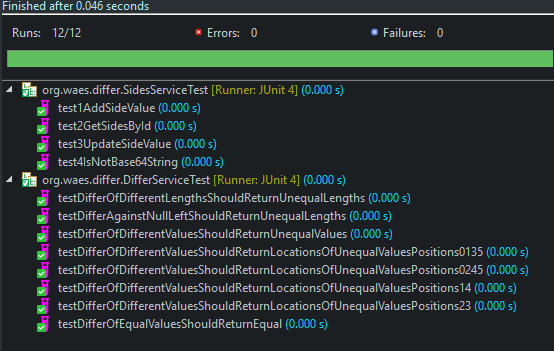 Finished after 0.046 seconds
Runs: 12/12 Errors: 0 Failures: 0
org.waes.differ.SidesServiceTest [Runner: JUnit 4] (0.000 s)
test1AddSideValue (0.000 s)
test2GetSidesById (0.000 s)
test3UpdateSideValue (0.000 s)
test4IsNotBase64String (0.000 s)
org.waes.differ.DifferServiceTest [Runner: JUnit 4] (0.000 s)
testDifferOfDifferentLengthsShouldReturnUnequalLengths (0.000 s)
testDifferAgainstNullLeftShouldReturnUnequalLengths (0.000 s)
testDifferOfDifferentValuesShouldReturnUnequalValues (0.000 s)
testDifferOfDifferentValuesShouldReturnLocationsOfUnequalValuesPositions0135 (0.000 s)
testDifferOfDifferentValuesShouldReturnLocationsOfUnequalValuesPositions0245 (0.000 s)
testDifferOfDifferentValuesShouldReturnLocationsOfUnequalValuesPositions14 (0.000 s)
testDifferOfDifferentValuesShouldReturnLocationsOfUnequalValuesPositions23 (0.000 s)
testDifferOfEqualValuesShouldReturnEqual (0.000 s)